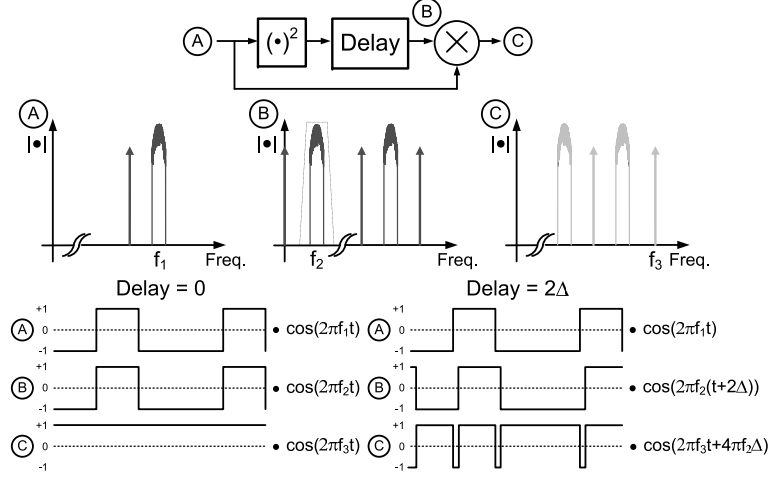 B
A
(•)²
Delay
C
A
B
C
|•|
|•|
|•|
f₁ Freq.
f₂ Freq.
f₃ Freq.
Delay = 0
Delay = 2Δ
+1
A 0 • cos(2πf₁t)
-1
+1
B 0 • cos(2πf₂t)
-1
+1
C 0 • cos(2πf₃t)
-1
+1
A 0 • cos(2πf₁t)
-1
+1
B 0 • cos(2πf₂(t+2Δ))
-1
+1
C 0 • cos(2πf₃t+4πf₂Δ)
-1